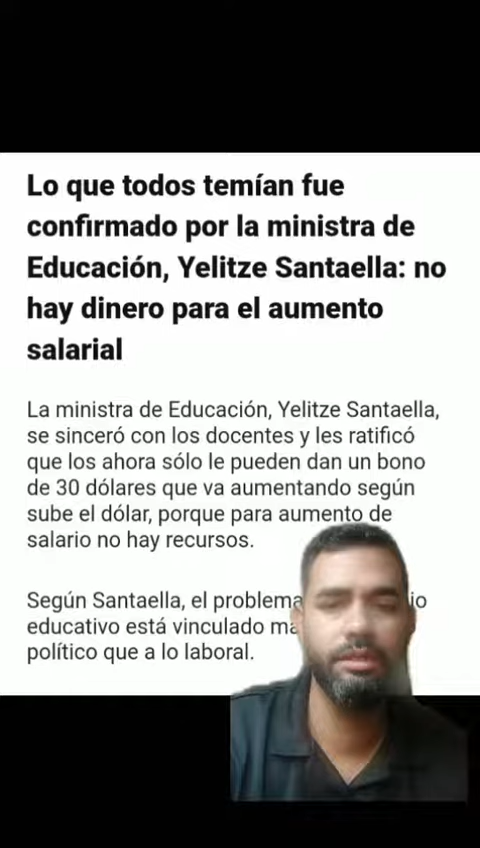 Lo que todos temían fue
confirmado por la ministra de
Educación, Yelitze Santaella: no
hay dinero para el aumento
salarial
La ministra de Educación, Yelitze Santaella,
se sinceró con los docentes y les ratificó
que los ahora sólo le pueden dan un bono
de 30 dólares que va aumentando según
sube el dólar, porque para aumento de
salario no hay recursos.
Según Santaella, el problema
educativo está vinculado
político que a lo laboral.